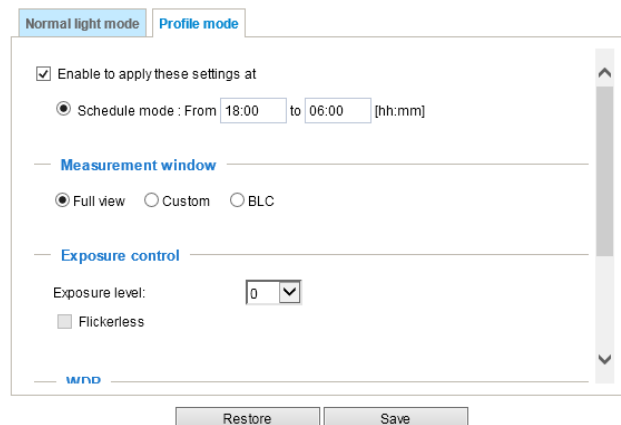 Normal light mode Profile mode
Enable to apply these settings at
Schedule mode : From 18:00 to 06:00 [hh:mm]
Measurement window
Full view Custom BLC
Exposure control
Exposure level: 0
Flickerless
WDR
Restore Save